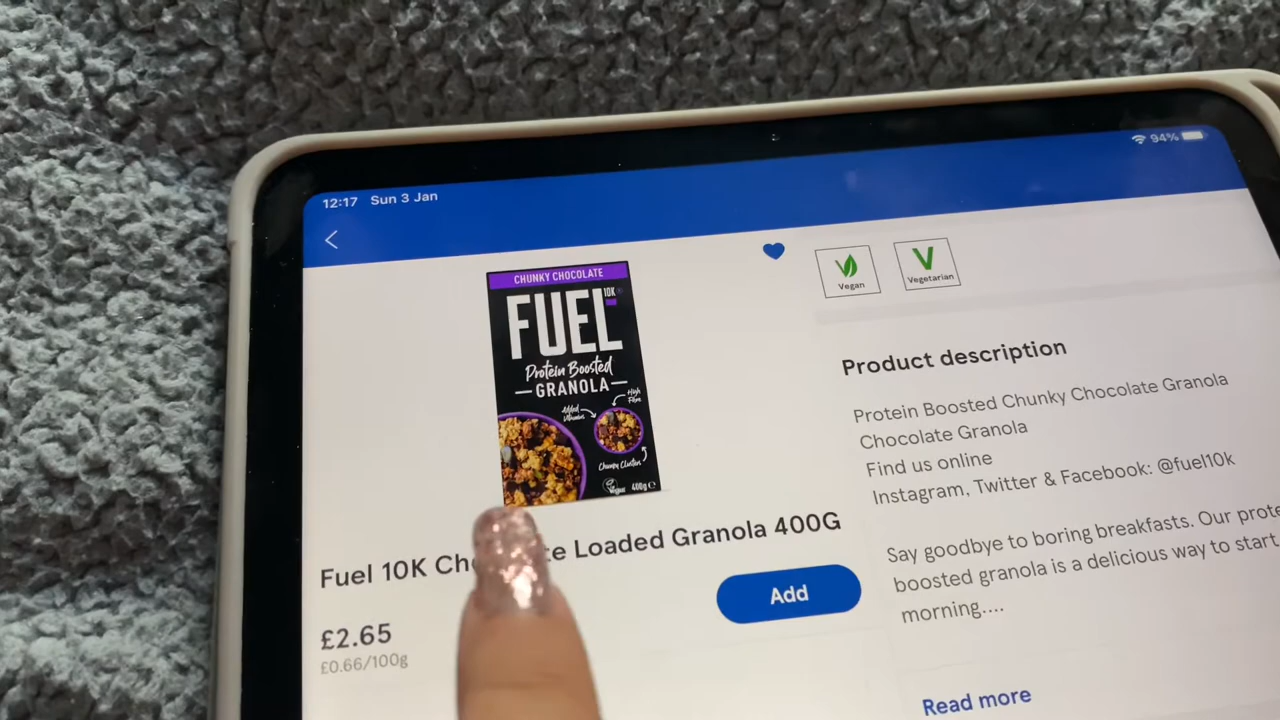 12:17 Sun 3 Jan
94%
CHUNKY CHOCOLATE
FUEL 10K
Protein Boosted
GRANOLA
High Fibre
Added Vitamins
Chunky Clusters
Vegan
400g
Vegan
Vegetarian
Fuel 10K Ch te Loaded Granola 400G
£2.65
£0.66/100g
Add
Product description
Protein Boosted Chunky Chocolate Granola
Chocolate Granola
Find us online
Instagram, Twitter & Facebook: @fuel10k
Say goodbye to boring breakfasts. Our prote
boosted granola is a delicious way to start
morning....
Read more